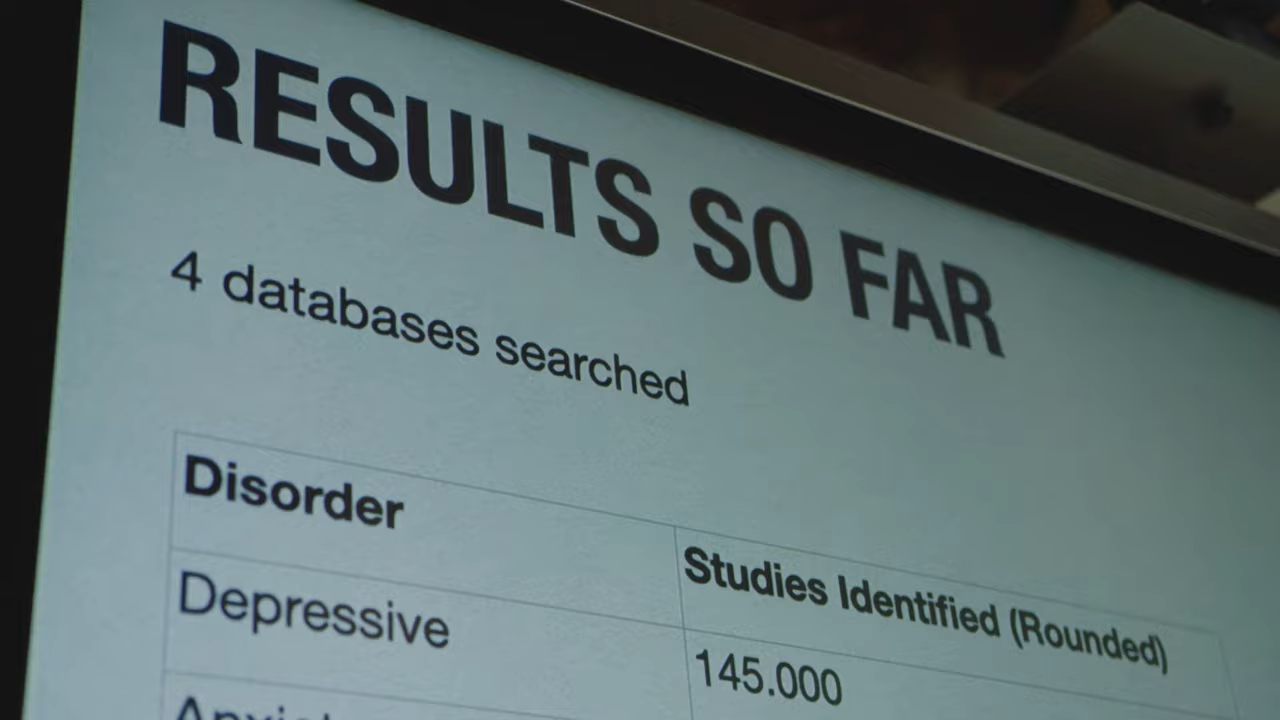 RESULTS SO FAR
4 databases searched
Disorder
Studies Identified (Rounded)
Depressive
145.000